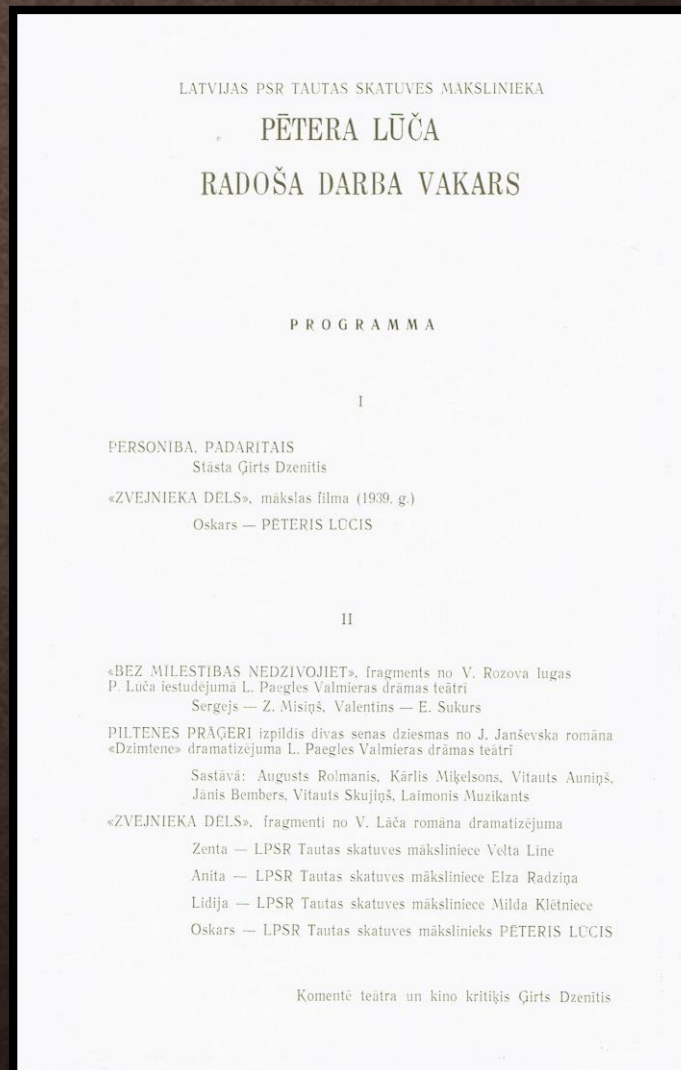 LATVIJAS PSR TAUTAS SKATUVES MĀKSLINIEKA
PĒTERA LŪČA
RADOŠA DARBA VAKARS
PROGRAMMA
I
PERSONĪBA, PADARĪTAIS
Stāsta Ģirts Dzenītis
«ZVEJNIEKA DĒLS», mākslas filma (1939. g.)
Oskars — PĒTERIS LŪCIS
II
«BEZ MĪLESTĪBAS NEDZĪVOJIET», fragments no V. Rozova lugas
P. Lūča iestudējumā L. Paegles Valmieras drāmas teātrī
Sergejs — Z. Misiņš, Valentīns — E. Sukurs
PILTENES PRĀĢERI izpildīs divas senas dziesmas no J. Janševska romāna
«Dzimtene» dramatizējuma L. Paegles Valmieras drāmas teātrī
Sastāvā: Augusts Rolmanis, Kārlis Miķelsons, Vitauts Auniņš,
Jānis Bembers, Vitauts Skujiņš, Laimonis Muzikants
«ZVEJNIEKA DĒLS», fragmenti no V. Lāča romāna dramatizējuma
Zenta — LPSR Tautas skatuves māksliniece Velta Līne
Anita — LPSR Tautas skatuves māksliniece Elza Radziņa
Lidija — LPSR Tautas skatuves māksliniece Milda Klētniece
Oskars — LPSR Tautas skatuves mākslinieks PĒTERIS LŪCIS
Komentē teātra un kino kritiķis Ģirts Dzenītis